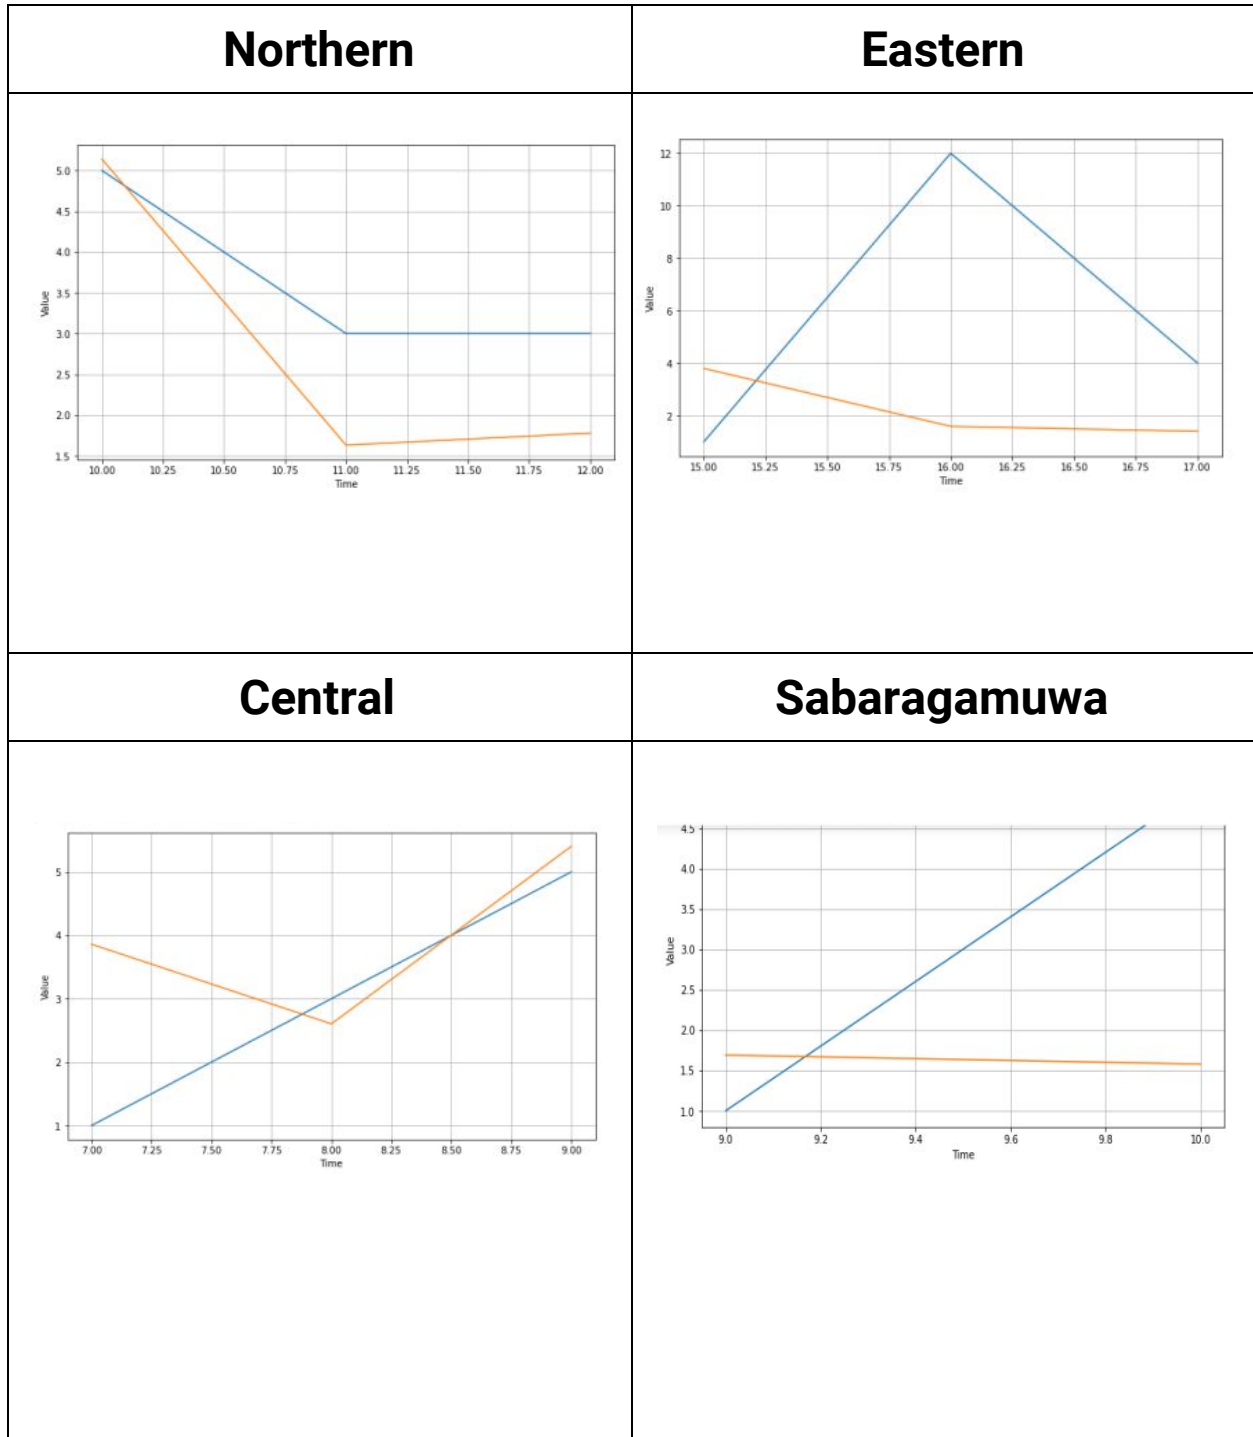 Northern
Eastern
5.0
4.5
4.0
3.5
3.0
2.5
2.0
1.5
Value
10.00 10.25 10.50 10.75 11.00 11.25 11.50 11.75 12.00
Time
12
10
8
6
4
2
Value
15.00 15.25 15.50 15.75 16.00 16.25 16.50 16.75 17.00
Time
Central
Sabaragamuwa
5
4
3
2
1
Value
7.00 7.25 7.50 7.75 8.00 8.25 8.50 8.75 9.00
Time
4.5
4.0
3.5
3.0
2.5
2.0
1.5
1.0
Value
9.0 9.2 9.4 9.6 9.8 10.0
Time